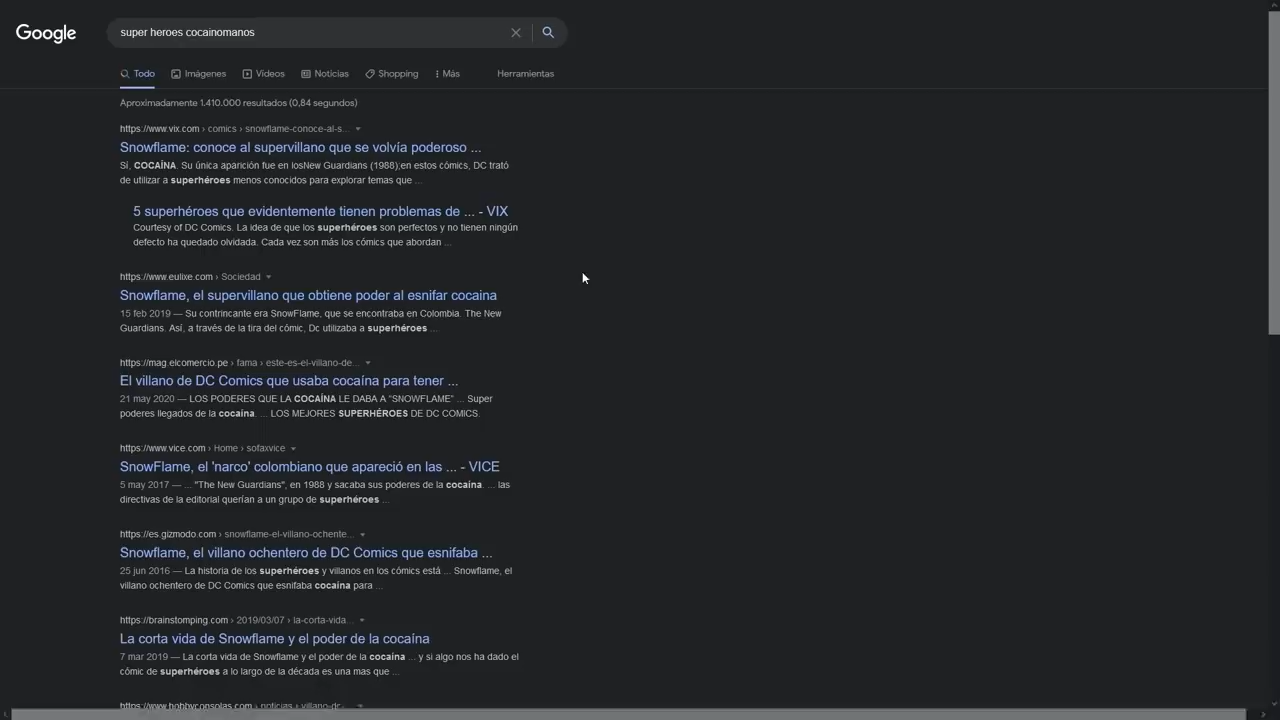 Google
super heroes cocainomanos
Todo
Imágenes
Vídeos
Noticias
Shopping
Más
Herramientas
Aproximadamente 1.410.000 resultados (0,84 segundos)
https://www.vix.com › comics › snowflame-conoce-al-s...
Snowflame: conoce al supervillano que se volvía poderoso ...
Sí, COCAÍNA. Su única aparición fue en losNew Guardians (1988);en estos cómics, DC trató
de utilizar a superhéroes menos conocidos para explorar temas que ...
5 superhéroes que evidentemente tienen problemas de ... - VIX
Courtesy of DC Comics. La idea de que los superhéroes son perfectos y no tienen ningún
defecto ha quedado olvidada. Cada vez son más los cómics que abordan ...
https://www.eulixe.com › Sociedad
Snowflame, el supervillano que obtiene poder al esnifar cocaina
15 feb 2019 — Su contrincante era SnowFlame, que se encontraba en Colombia. The New
Guardians. Así, a través de la tira del cómic, Dc utilizaba a superhéroes ...
https://mag.elcomercio.pe › fama › este-es-el-villano-de...
El villano de DC Comics que usaba cocaína para tener ...
21 may 2020 — LOS PODERES QUE LA COCAÍNA LE DABA A "SNOWFLAME" ... Super
poderes llegados de la cocaína. ... LOS MEJORES SUPERHÉROES DE DC COMICS.
https://www.vice.com › Home › sofaxvice
SnowFlame, el 'narco' colombiano que apareció en las ... - VICE
5 may 2017 — ... "The New Guardians", en 1988 y sacaba sus poderes de la cocaína. ... las
directivas de la editorial querían a un grupo de superhéroes ...
https://es.gizmodo.com › snowflame-el-villano-ochente...
Snowflame, el villano ochentero de DC Comics que esnifaba ...
25 jun 2016 — La historia de los superhéroes y villanos en los cómics está ... Snowflame, el
villano ochentero de DC Comics que esnifaba cocaína para ...
https://brainstomping.com › 2019/03/07 › la-corta-vida...
La corta vida de Snowflame y el poder de la cocaína
7 mar 2019 — La corta vida de Snowflame y el poder de la cocaína ... y si algo nos ha dado el
cómic de superhéroes a lo largo de la década es una mas que ...
https://www.hobbyconsolas.com › noticias › villano-dc-...